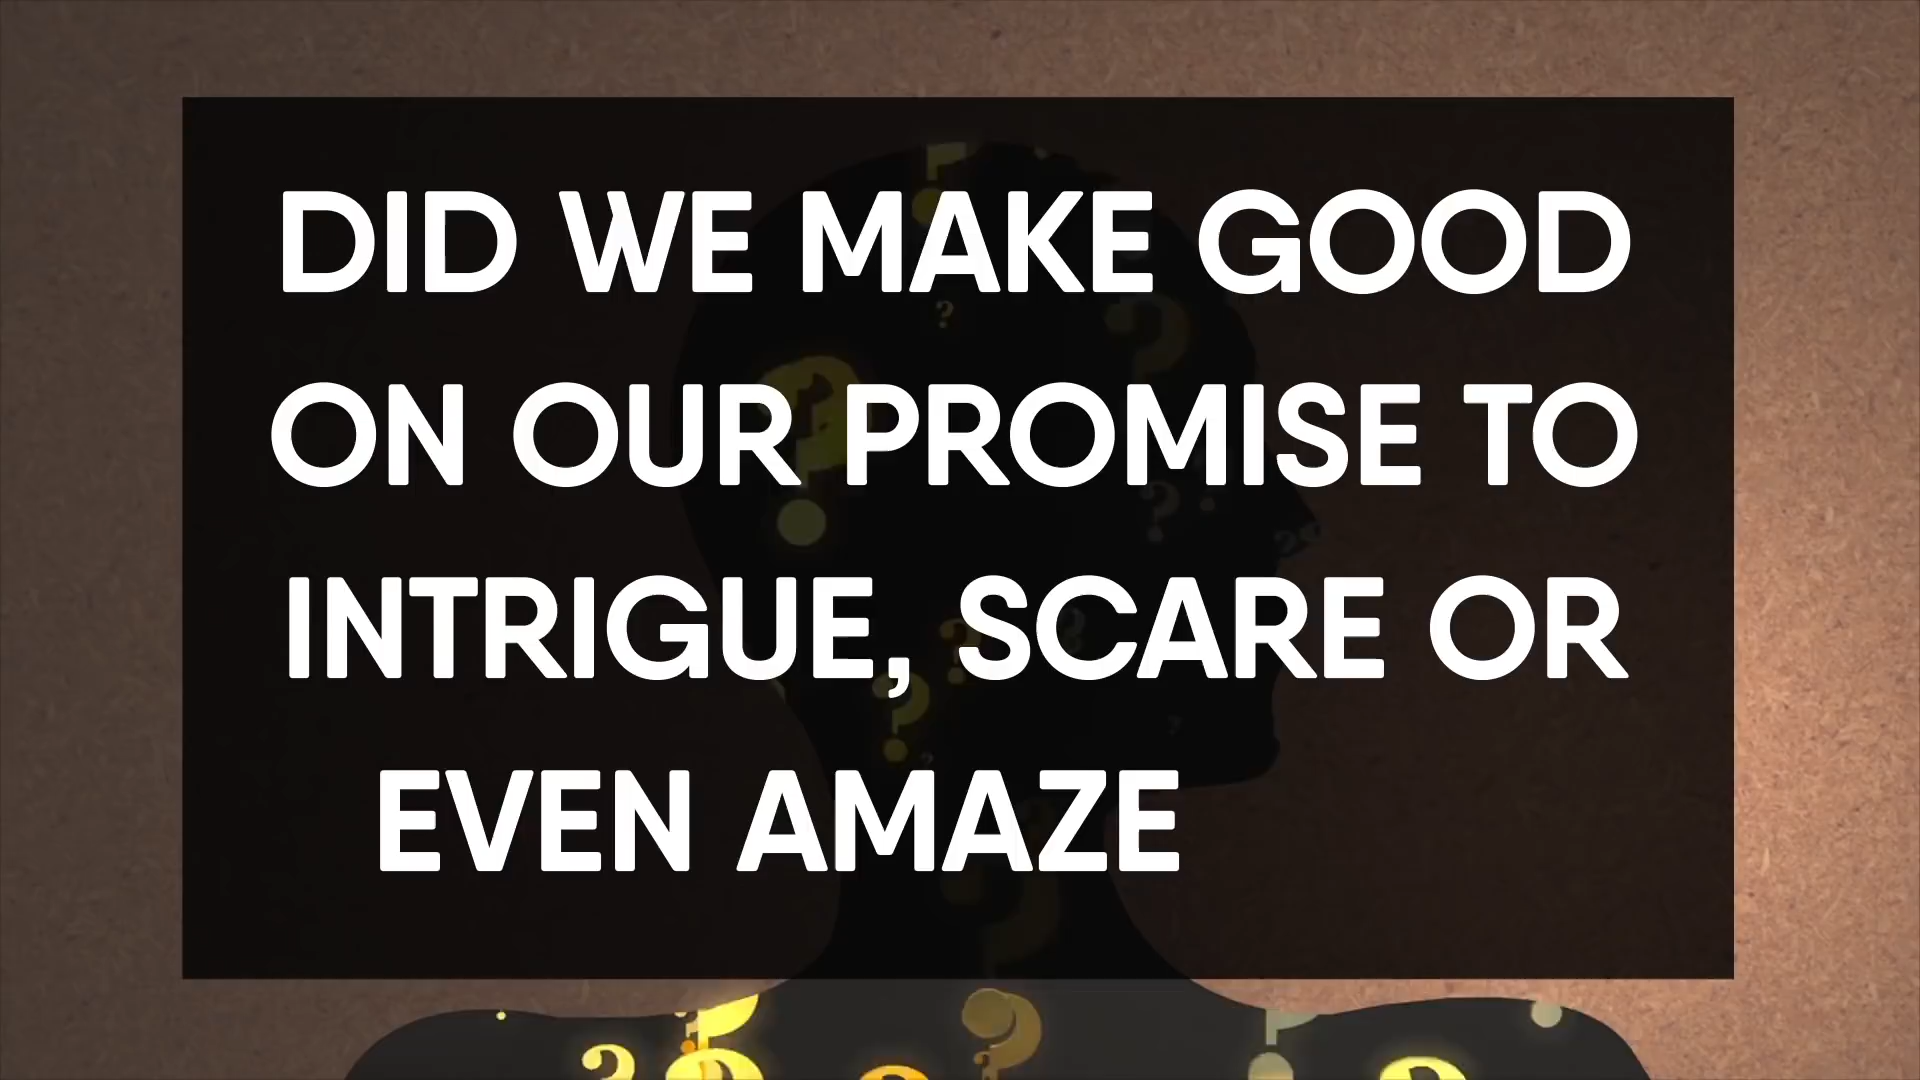 DID WE MAKE GOOD
ON OUR PROMISE TO
INTRIGUE, SCARE OR
EVEN AMAZE